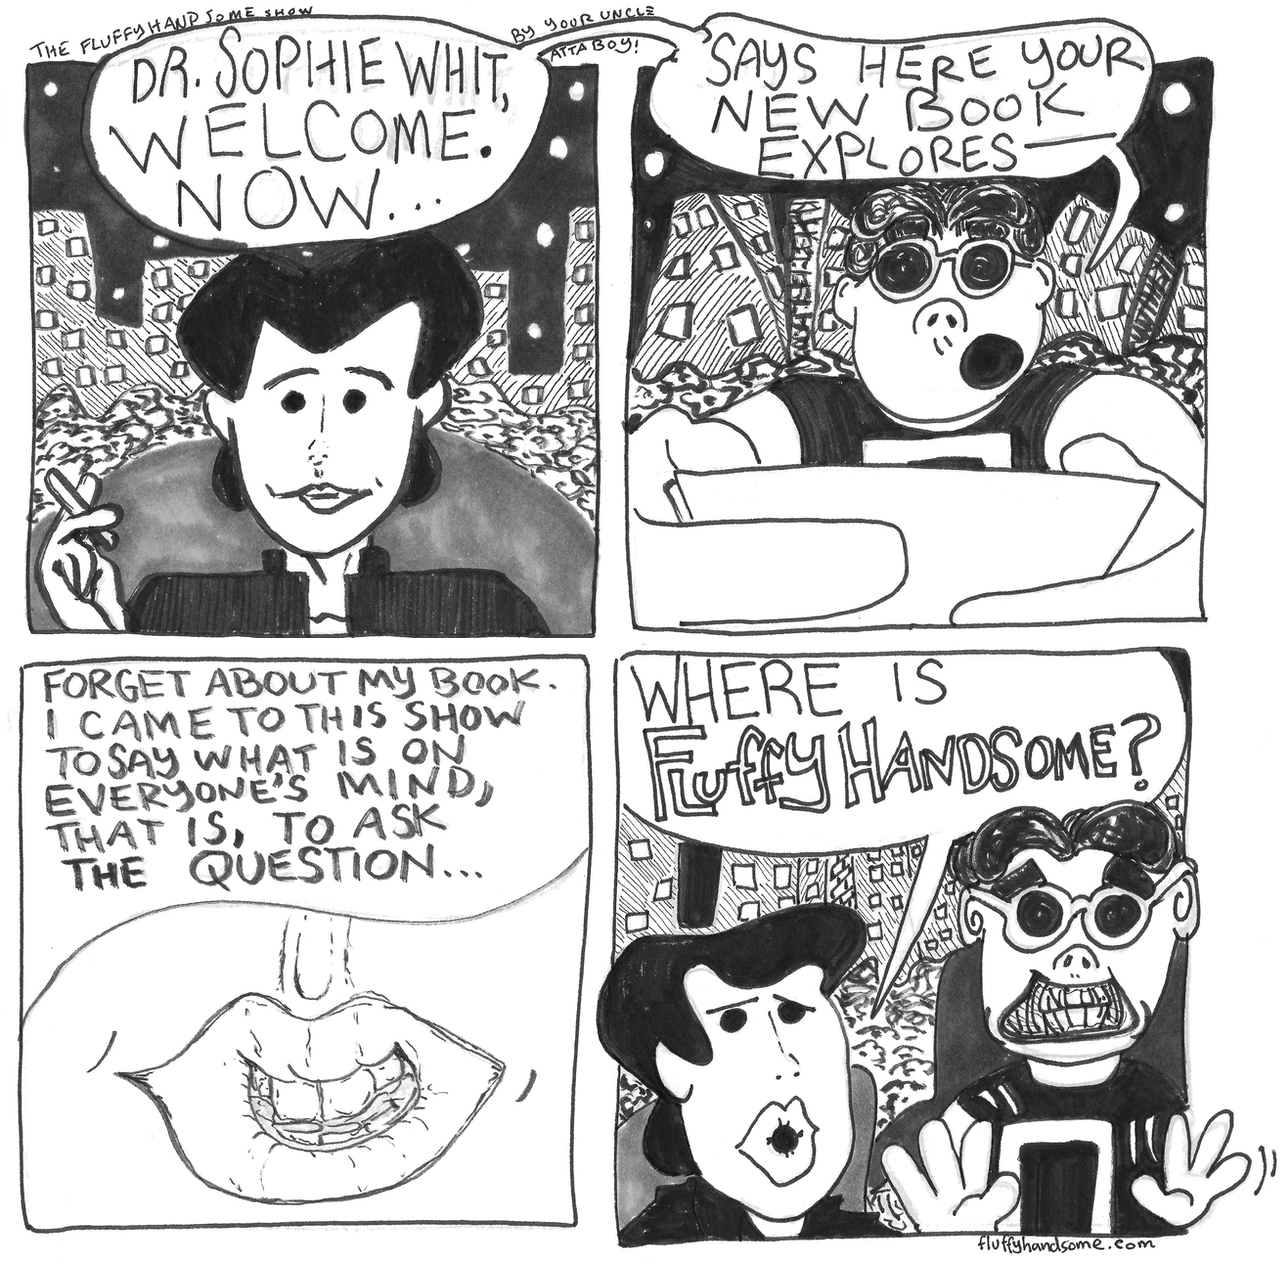 THE FLUFFYHANDSOME SHOW
BY YOUR UNCLE
ATTABOY!
DR. SOPHIE WHIT,
WELCOME.
NOW...
SAYS HERE YOUR
NEW BOOK
EXPLORES—
FORGET ABOUT MY BOOK.
I CAME TO THIS SHOW
TO SAY WHAT IS ON
EVERYONE'S MIND,
THAT IS, TO ASK
THE QUESTION...
WHERE IS
FLuffy HANDSOME?
fluffyhandsome.com